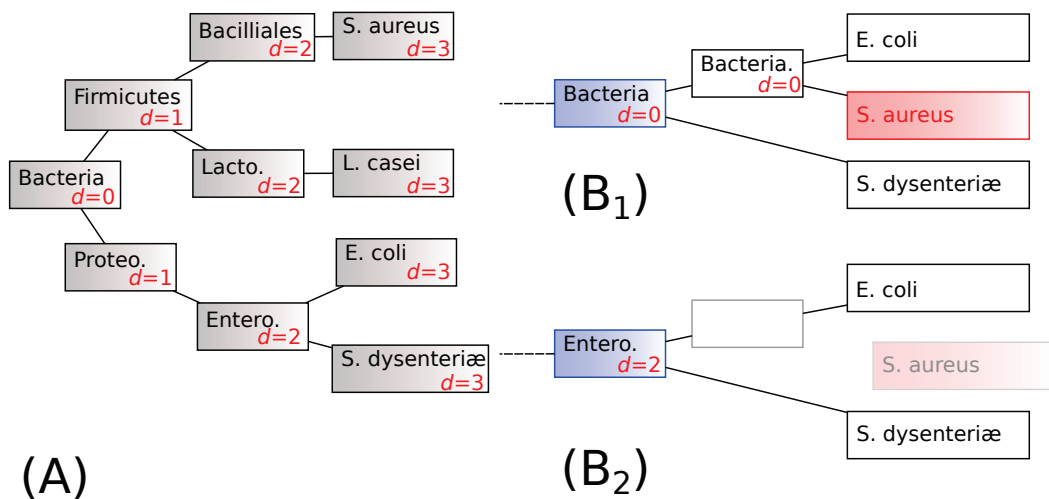 Bacilliales
d=2
S. aureus
d=3
Firmicutes
d=1
Lacto.
d=2
L. casei
d=3
Bacteria
d=0
Proteo.
d=1
E. coli
d=3
Entero.
d=2
S. dysenteriæ
d=3
(A)
E. coli
Bacteria.
d=0
Bacteria
d=0
S. aureus
S. dysenteriæ
(B1)
E. coli
Entero.
d=2
S. aureus
S. dysenteriæ
(B2)